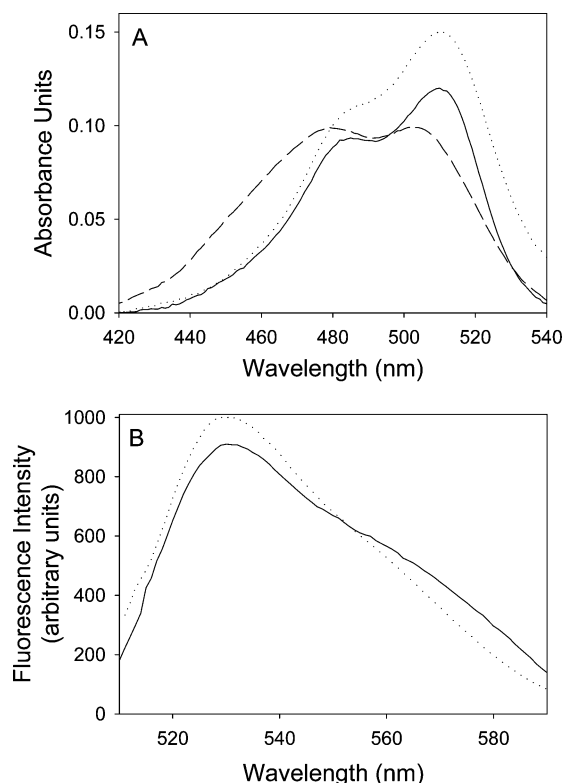 A
0.15
0.10
0.05
0.00
Absorbance Units
420 440 460 480 500 520 540
Wavelength (nm)
B
1000
800
600
400
200
0
Fluorescence Intensity
(arbitrary units)
520 540 560 580
Wavelength (nm)